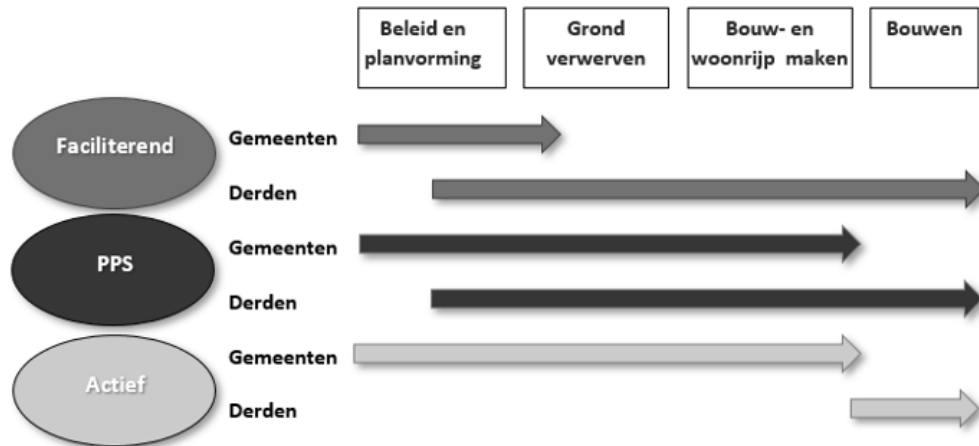 Beleid en
planvorming
Grond
verwerven
Bouw- en
woonrijp maken
Bouwen
Faciliterend
Gemeenten
Derden
PPS
Gemeenten
Derden
Actief
Gemeenten
Derden